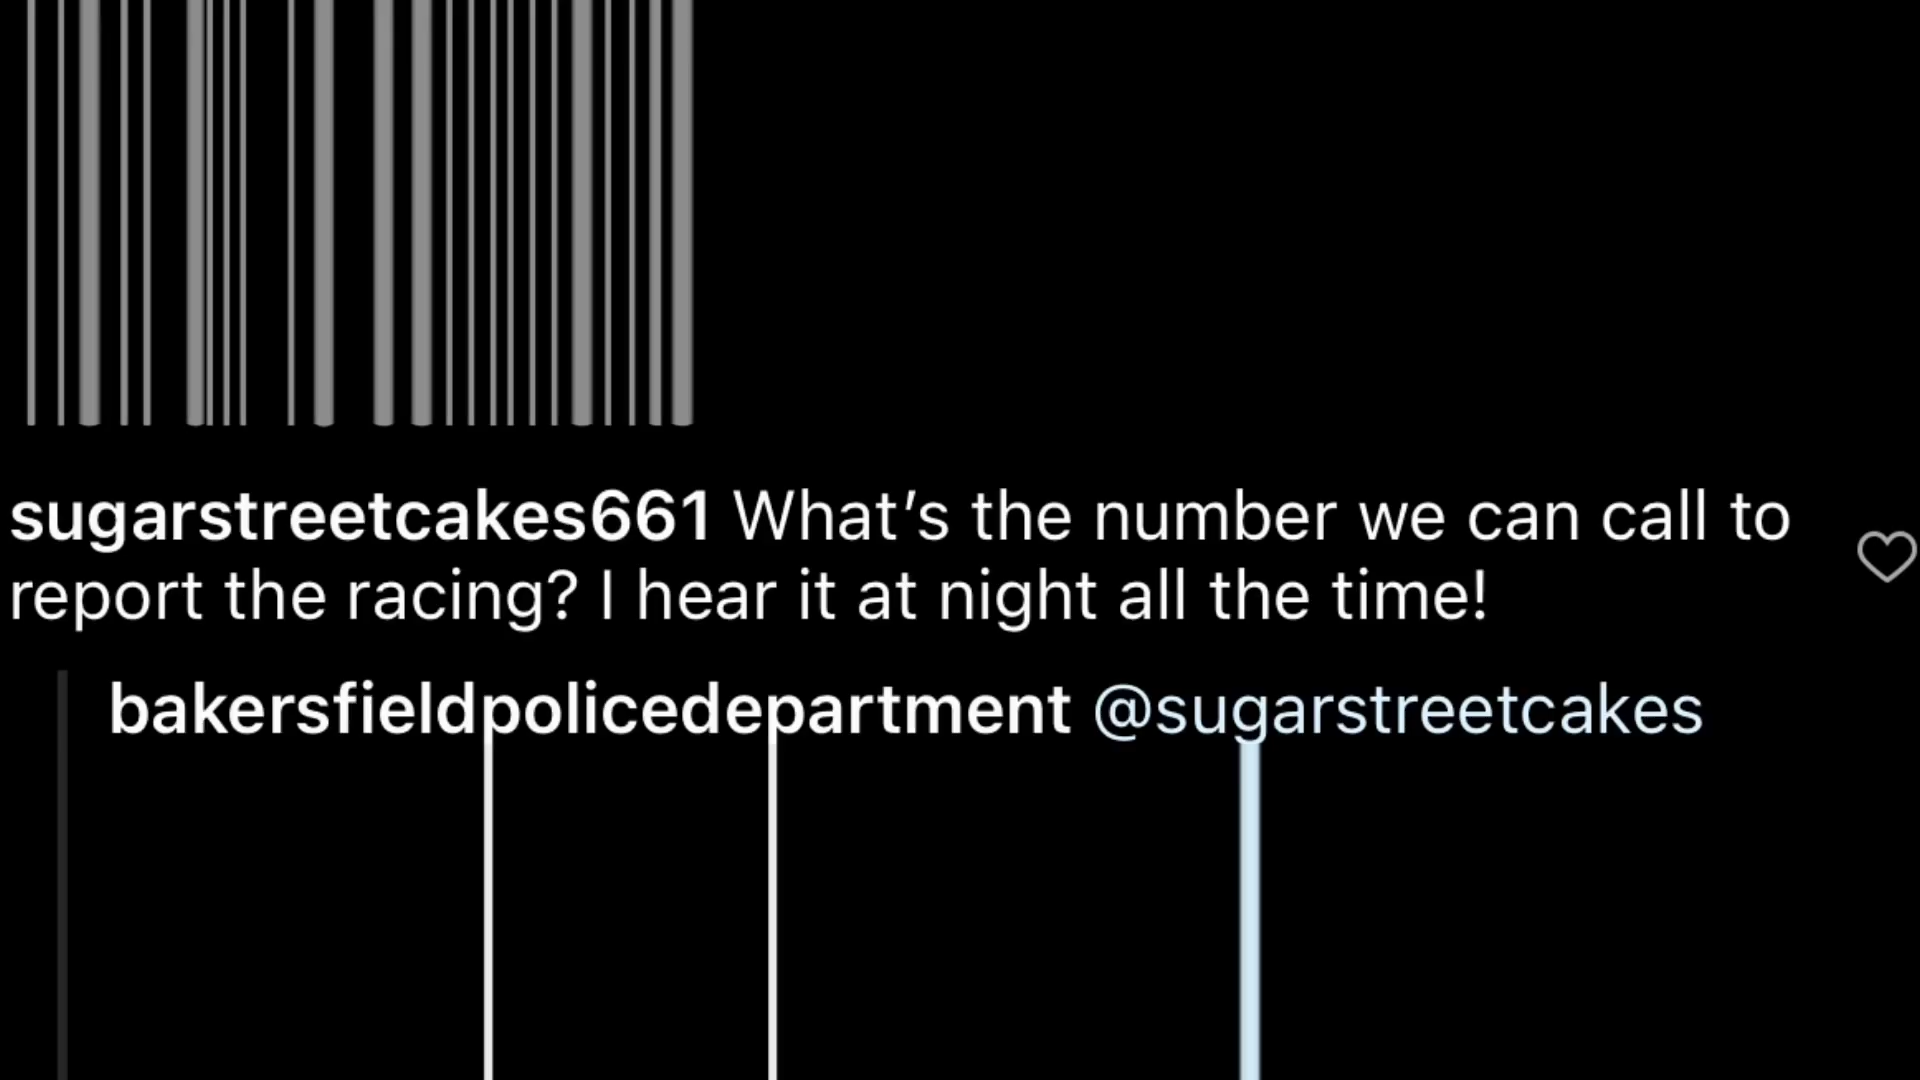 sugarstreetcakes661 What’s the number we can call to
report the racing? I hear it at night all the time!
bakersfieldpolicedepartment @sugarstreetcakes